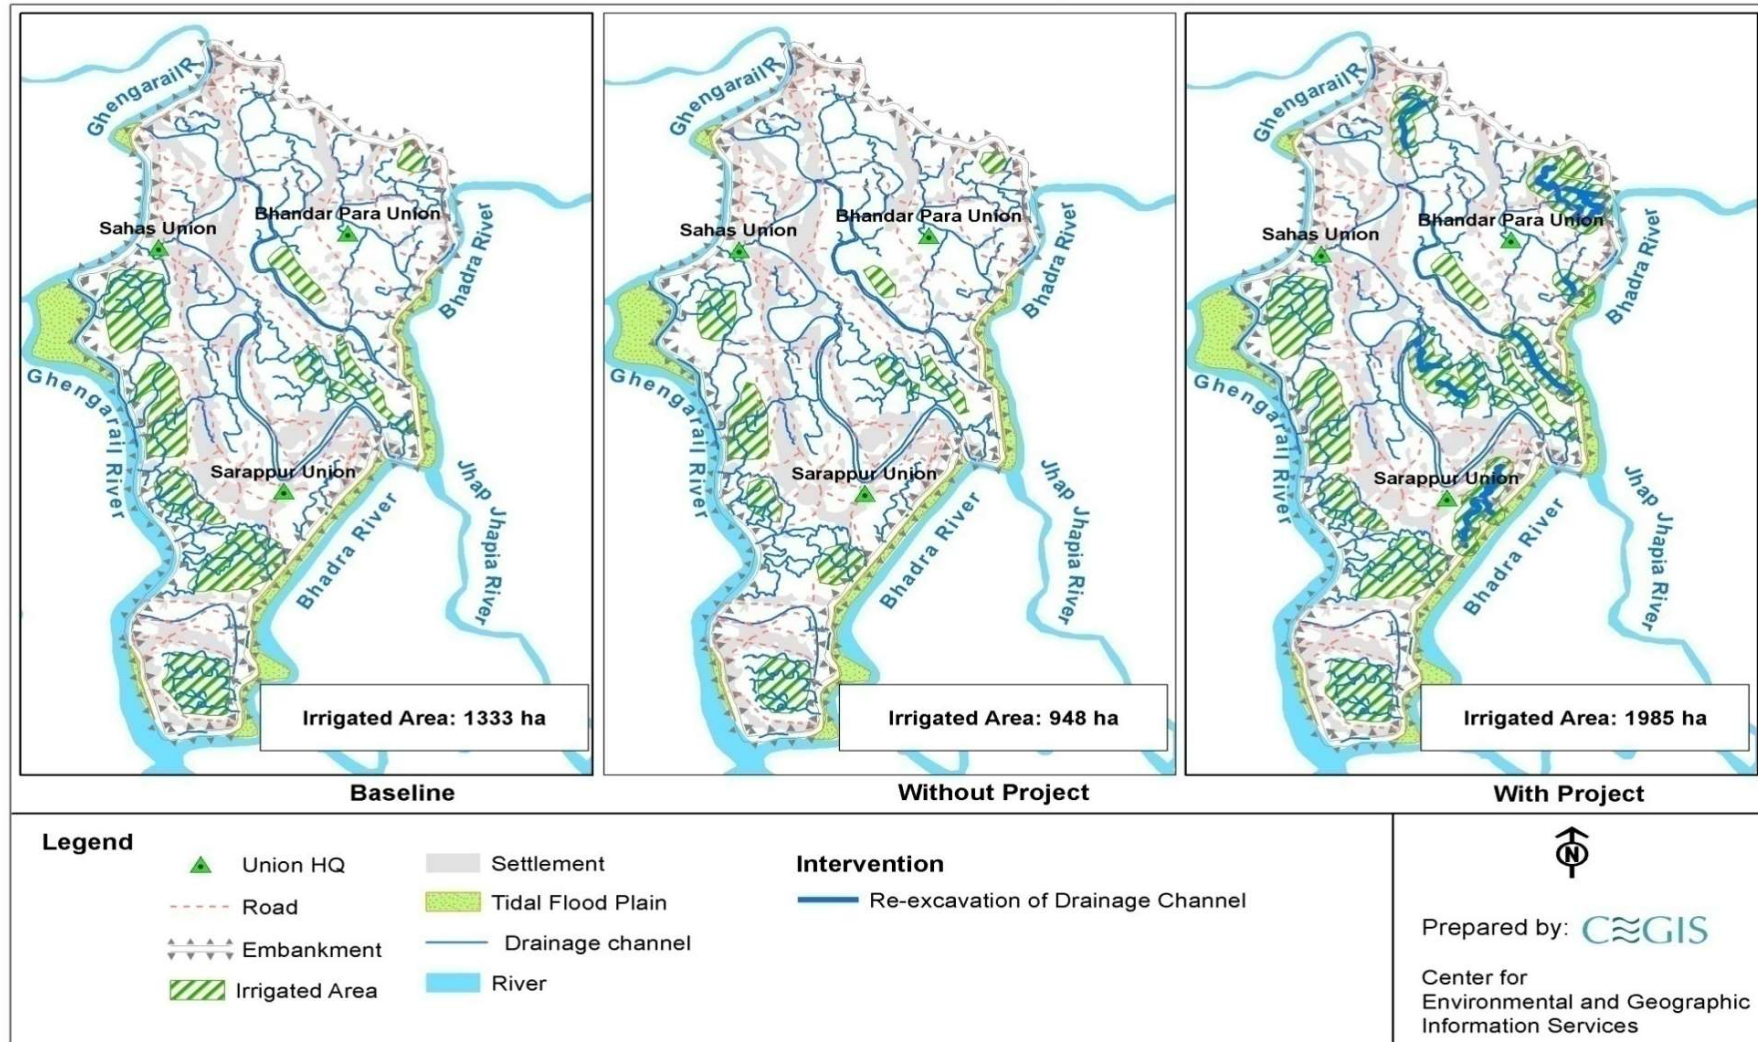 GhengarailR
Sahas Union
Bhandar Para Union
Bhadra River
Ghengarail River
Sarappur Union
Bhadra River
Jhap Jhapia River
Irrigated Area: 1333 ha
Baseline
GhengarailR
Sahas Union
Bhandar Para Union
Bhadra River
Ghengarail River
Sarappur Union
Bhadra River
Jhap Jhapia River
Irrigated Area: 948 ha
Without Project
GhengarailR
Sahas Union
Bhandar Para Union
Bhadra River
Ghengarail River
Sarappur Union
Bhadra River
Jhap Jhapia River
Irrigated Area: 1985 ha
With Project
Legend
Union HQ
Road
Embankment
Irrigated Area
Settlement
Tidal Flood Plain
Drainage channel
River
Intervention
Re-excavation of Drainage Channel
N
Prepared by: CEGIS
Center for
Environmental and Geographic
Information Services